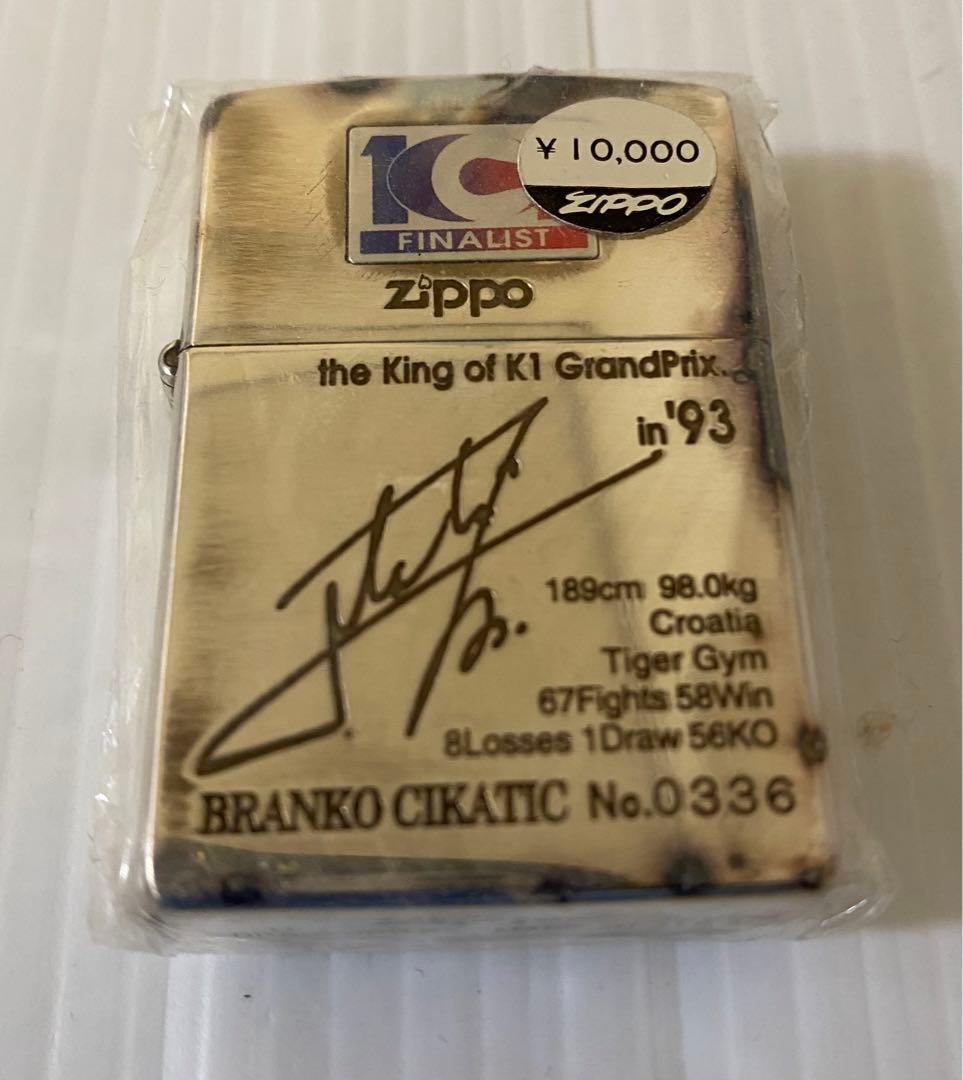 ¥10,000
ZIPPO
FINALIST
zippo
the King of K1 GrandPrix.
in '93
189cm 98.0kg
Croatia
Tiger Gym
67Fights 58Win
8Losses 1Draw 56KO
BRANKO CIKATIC No.0336